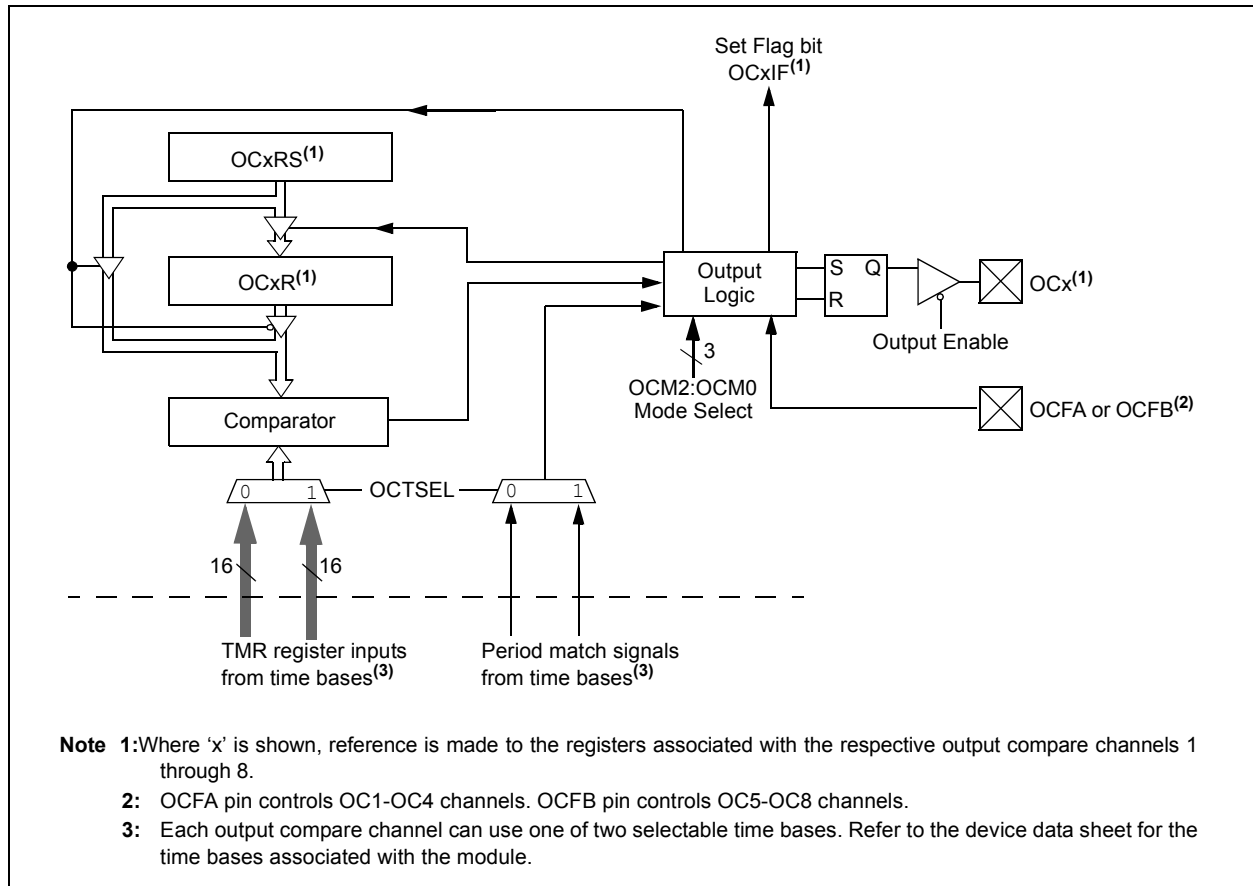 Set Flag bit
OCxIF(1)
OCxRS(1)
OCxR(1)
Output
Logic
S Q
R
OCx(1)
Output Enable
3
OCM2:OCM0
Mode Select
OCFA or OCFB(2)
Comparator
0 1
OCTSEL
0 1
16
16
TMR register inputs
from time bases(3)
Period match signals
from time bases(3)
Note 1:Where ‘x’ is shown, reference is made to the registers associated with the respective output compare channels 1
through 8.
2: OCFA pin controls OC1-OC4 channels. OCFB pin controls OC5-OC8 channels.
3: Each output compare channel can use one of two selectable time bases. Refer to the device data sheet for the
time bases associated with the module.